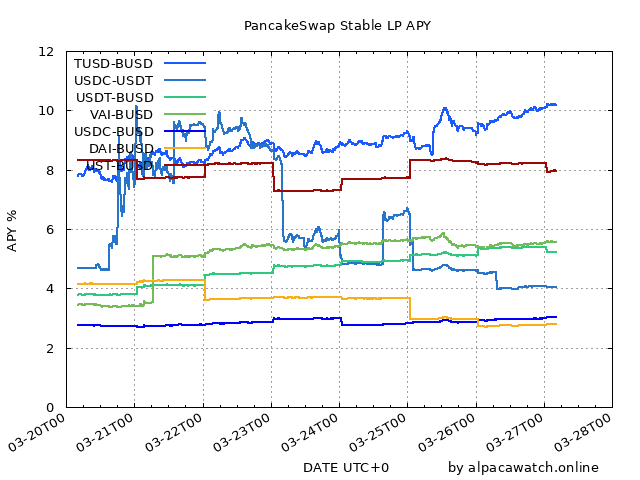 PancakeSwap Stable LP APY
12
10
8
6
4
2
0
APY %
TUSD-BUSD
USDC-USDT
USDT-BUSD
VAI-BUSD
USDC-BUSD
DAI-BUSD
UST-BUSD
03-20T00
03-21T00
03-22T00
03-23T00
03-24T00
03-25T00
03-26T00
03-27T00
03-28T00
DATE UTC+0
by alpacawatch.online